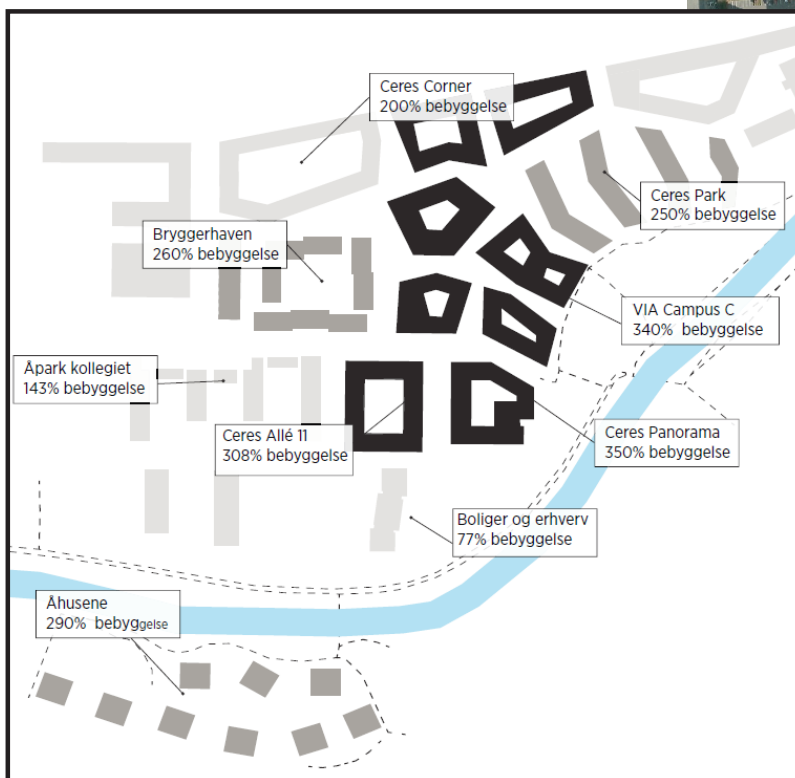 Ceres Corner
200% bebyggelse
Ceres Park
250% bebyggelse
Bryggerhaven
260% bebyggelse
VIA Campus C
340% bebyggelse
Åpark kollegiet
143% bebyggelse
Ceres Allé 11
308% bebyggelse
Ceres Panorama
350% bebyggelse
Boliger og erhverv
77% bebyggelse
Åhusene
290% bebyggelse